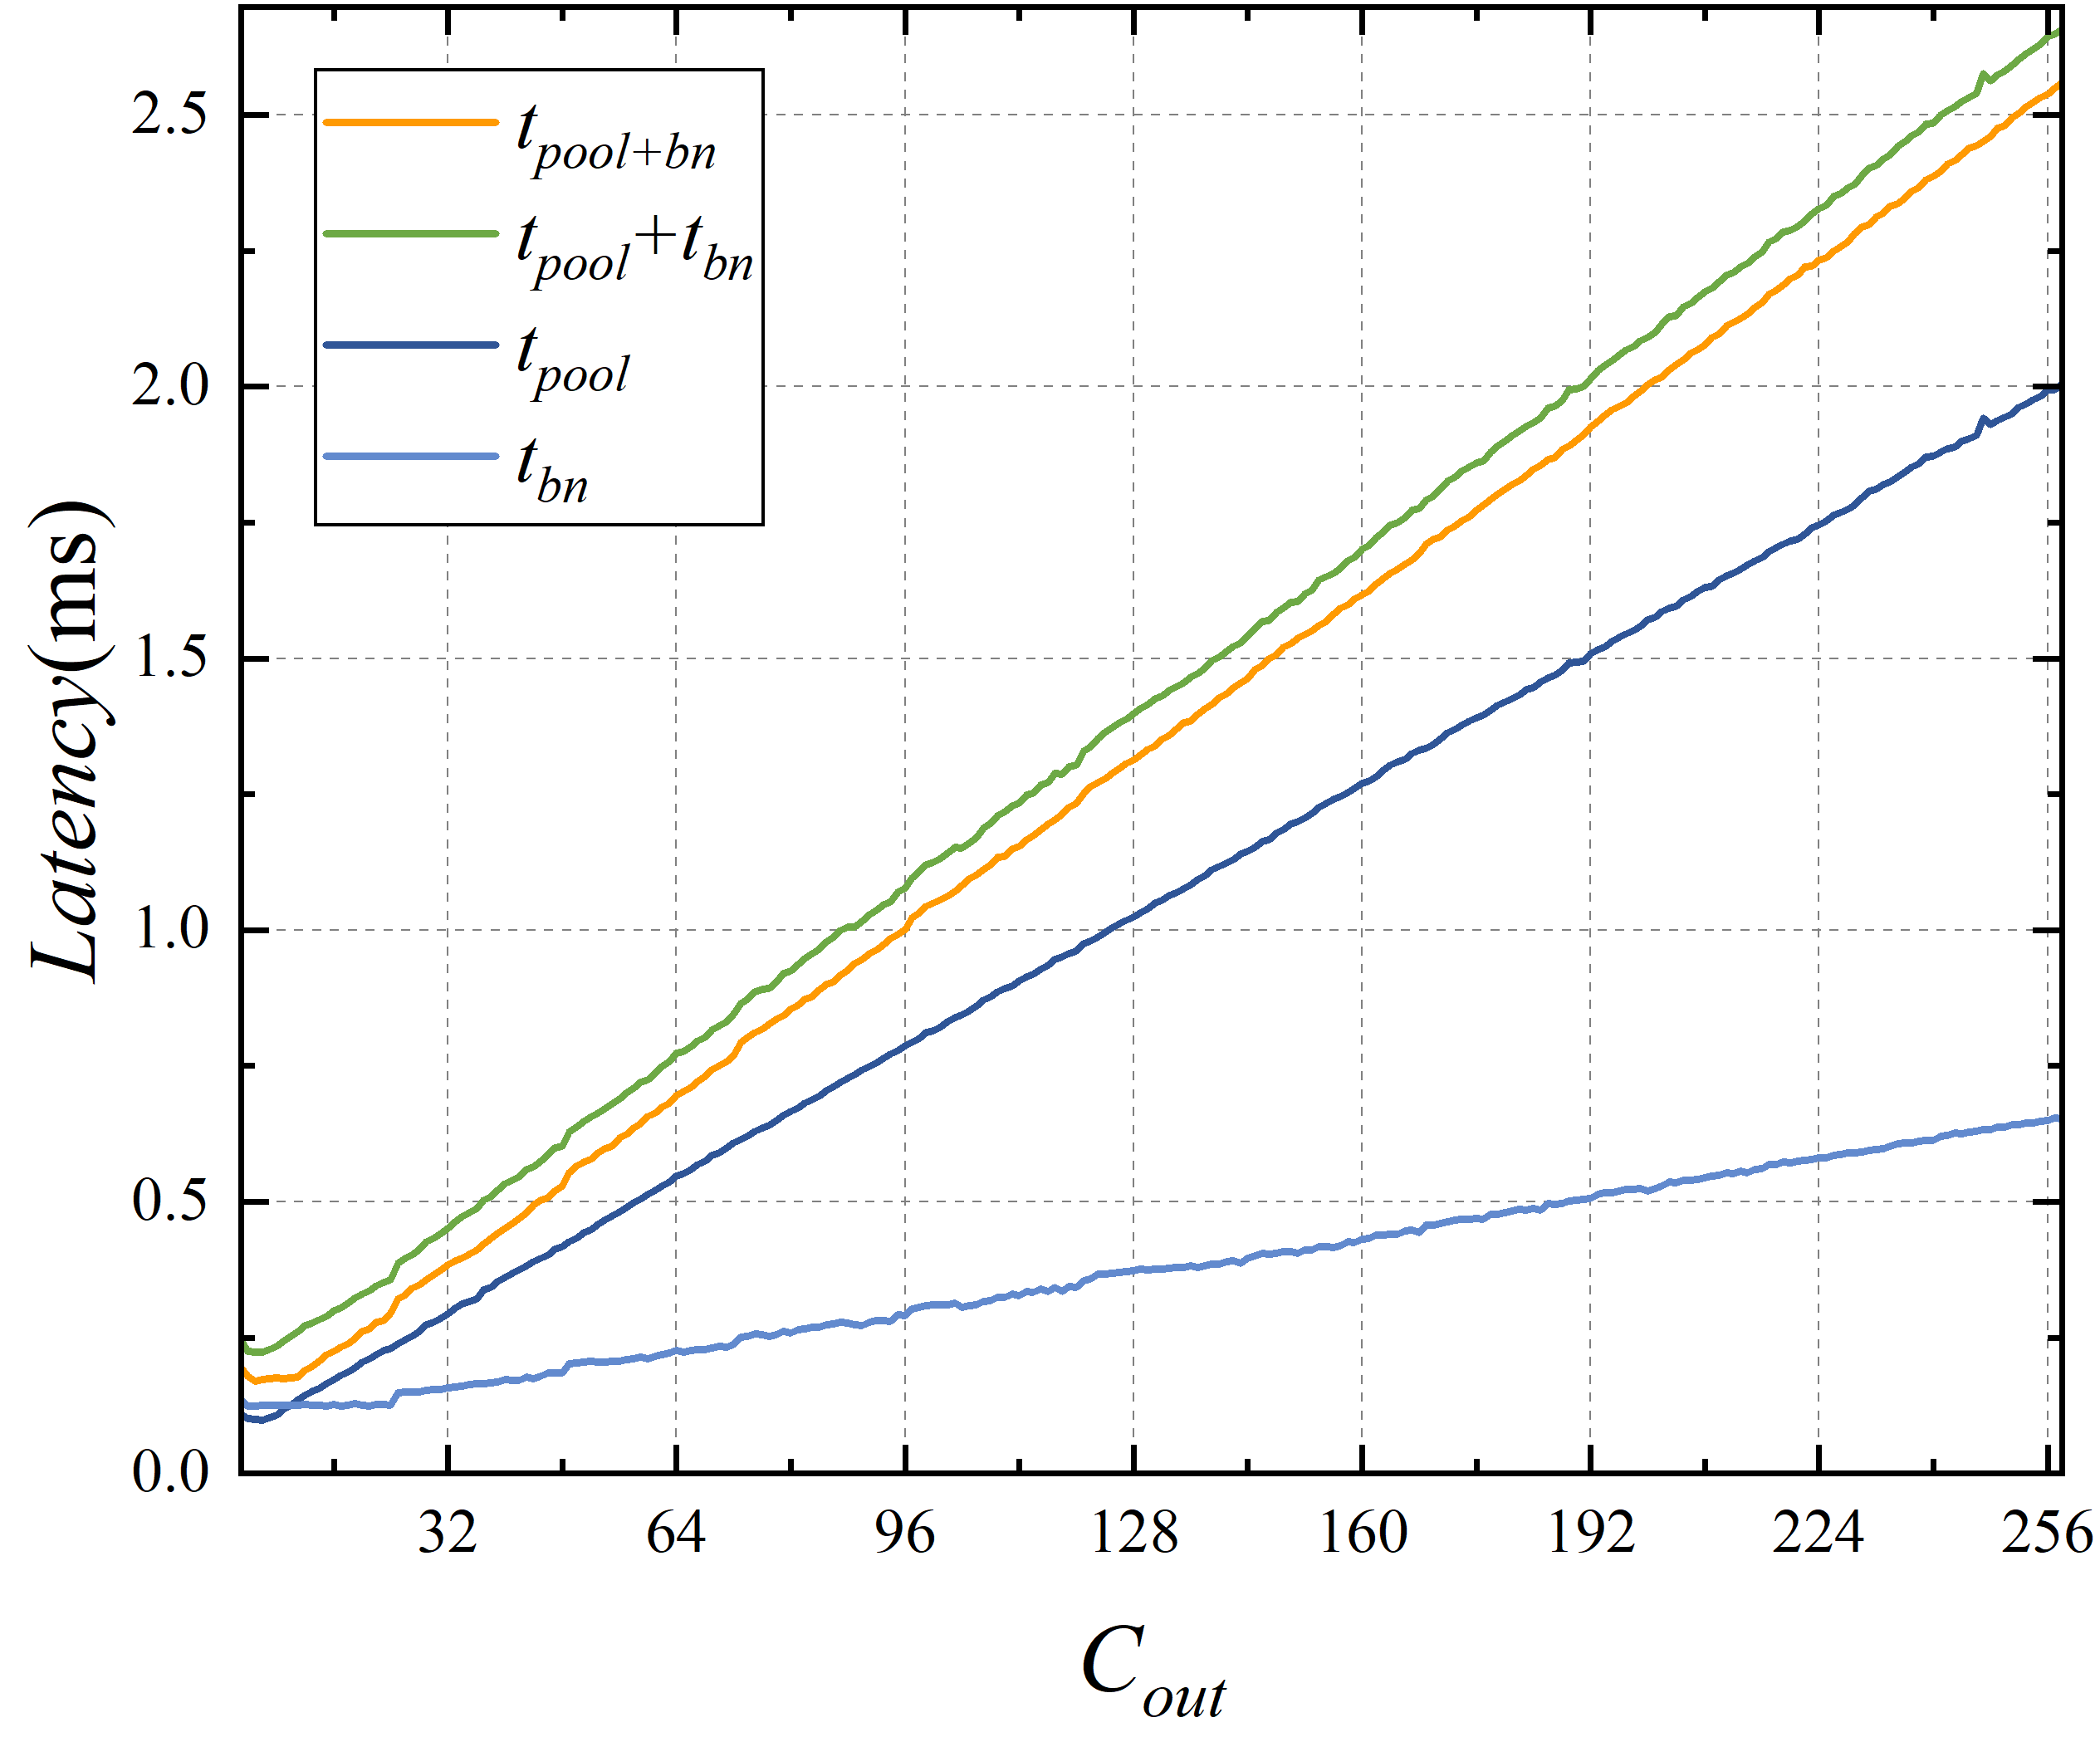 t_pool+bn
t_pool+t_bn
t_pool
t_bn
2.5
2.0
1.5
1.0
0.5
0.0
Latency(ms)
32 64 96 128 160 192 224 256
C_out